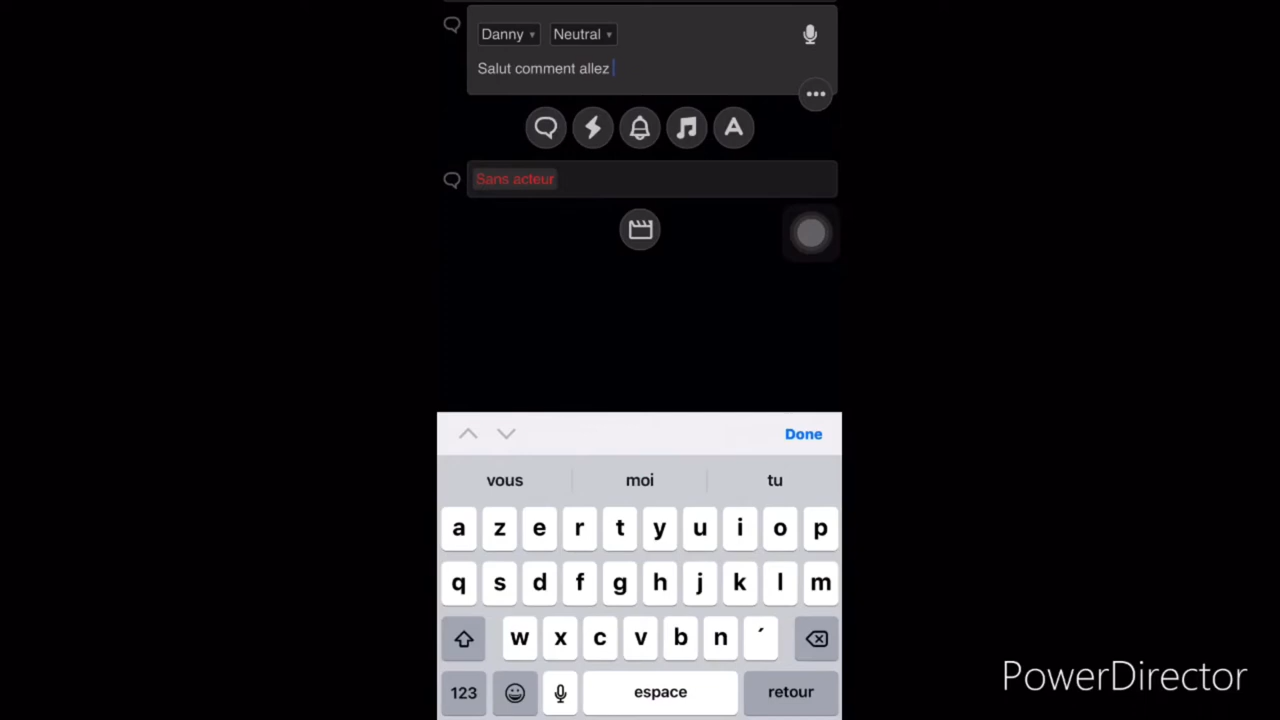 Danny Neutral
Salut comment allez
Sans acteur
Done
vous moi tu
a z e r t y u i o p
q s d f g h j k l m
w x c v b n ´
123 espace retour
PowerDirector